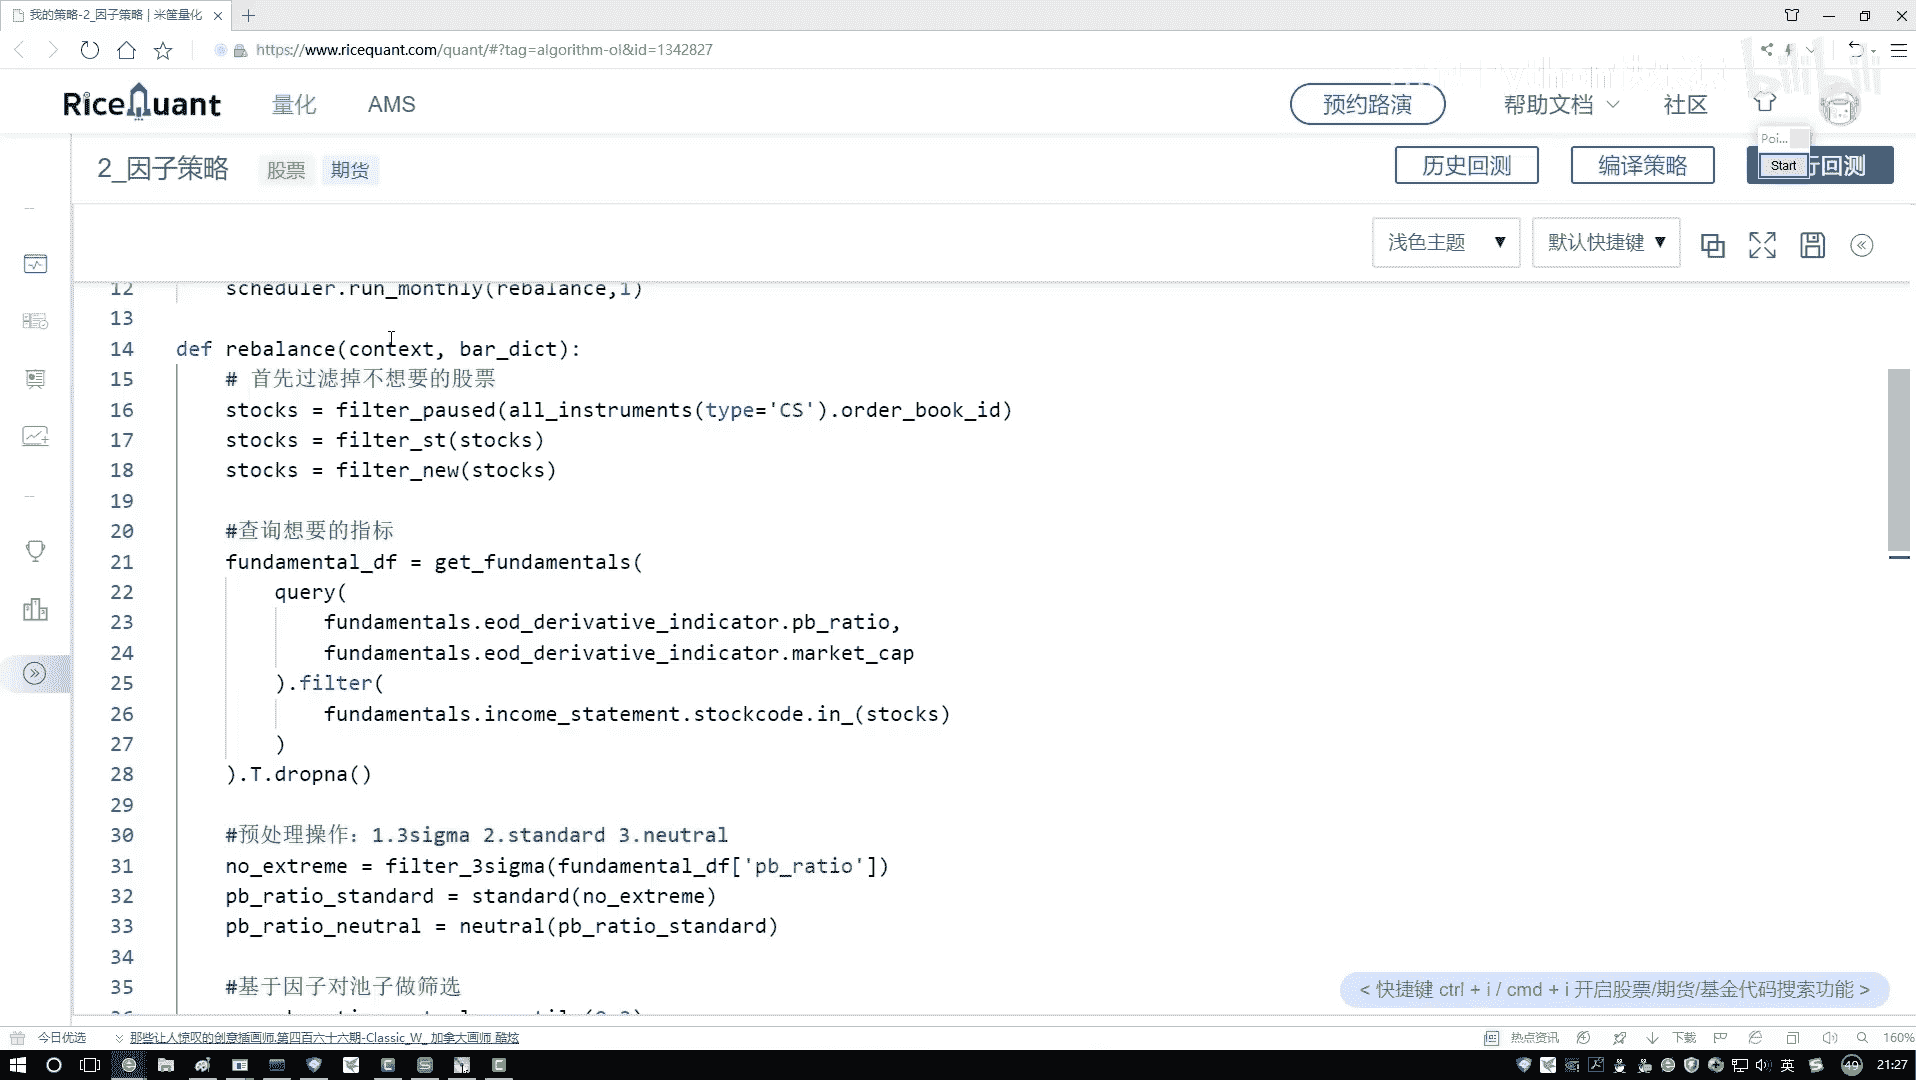 我的策略-2_因子策略 | 米筐量化
https://www.ricequant.com/quant/#?tag=algorithm-ol&id=1342827
RiceQuant 量化 AMS 预约路演 帮助文档 社区
Poi...
2_因子策略 股票 期货 历史回测 编译策略 Start 行回测
浅色主题 默认快捷键
12 scheduler.run_monthly(rebalance,1)
13
14 def rebalance(context, bar_dict):
15 # 首先过滤掉不想要的股票
16 stocks = filter_paused(all_instruments(type='CS').order_book_id)
17 stocks = filter_st(stocks)
18 stocks = filter_new(stocks)
19
20 #查询想要的指标
21 fundamental_df = get_fundamentals(
22 query(
23 fundamentals.eod_derivative_indicator.pb_ratio,
24 fundamentals.eod_derivative_indicator.market_cap
25 ).filter(
26 fundamentals.income_statement.stockcode.in_(stocks)
27 )
28 ).T.dropna()
29
30 #预处理操作：1.3sigma 2.standard 3.neutral
31 no_extreme = filter_3sigma(fundamental_df['pb_ratio'])
32 pb_ratio_standard = standard(no_extreme)
33 pb_ratio_neutral = neutral(pb_ratio_standard)
34
35 #基于因子对池子做筛选
< 快捷键 ctrl + i / cmd + i 开启股票/期货/基金代码搜索功能 >
今日优选 那些让人惊叹的创意插画师.第四百六十六期-Classic_W_ 加拿大画师 酷炫 热点资讯 下载 160%
英 49 21:27